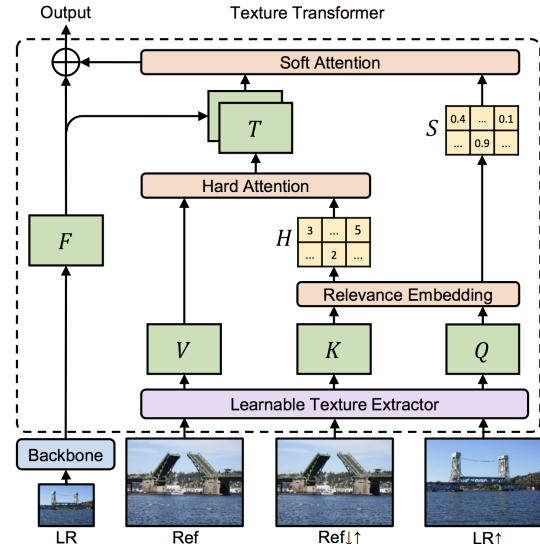 Output
Texture Transformer
Soft Attention
T
S
0.4 ... 0.1
... 0.9 ...
Hard Attention
F
H
3 ... 5
... 2 ...
Relevance Embedding
V
K
Q
Learnable Texture Extractor
Backbone
LR
Ref
Ref↓↑
LR↑